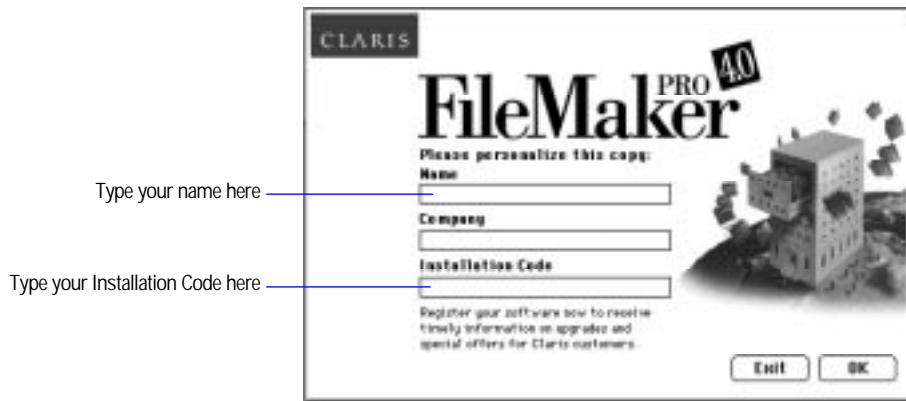 CLARIS
FileMaker PRO 4.0
Please personalize this copy:
Name
Type your name here
Company
Installation Code
Type your Installation Code here
Register your software now to receive
timely information on upgrades and
special offers for Claris customers.
Exit
OK